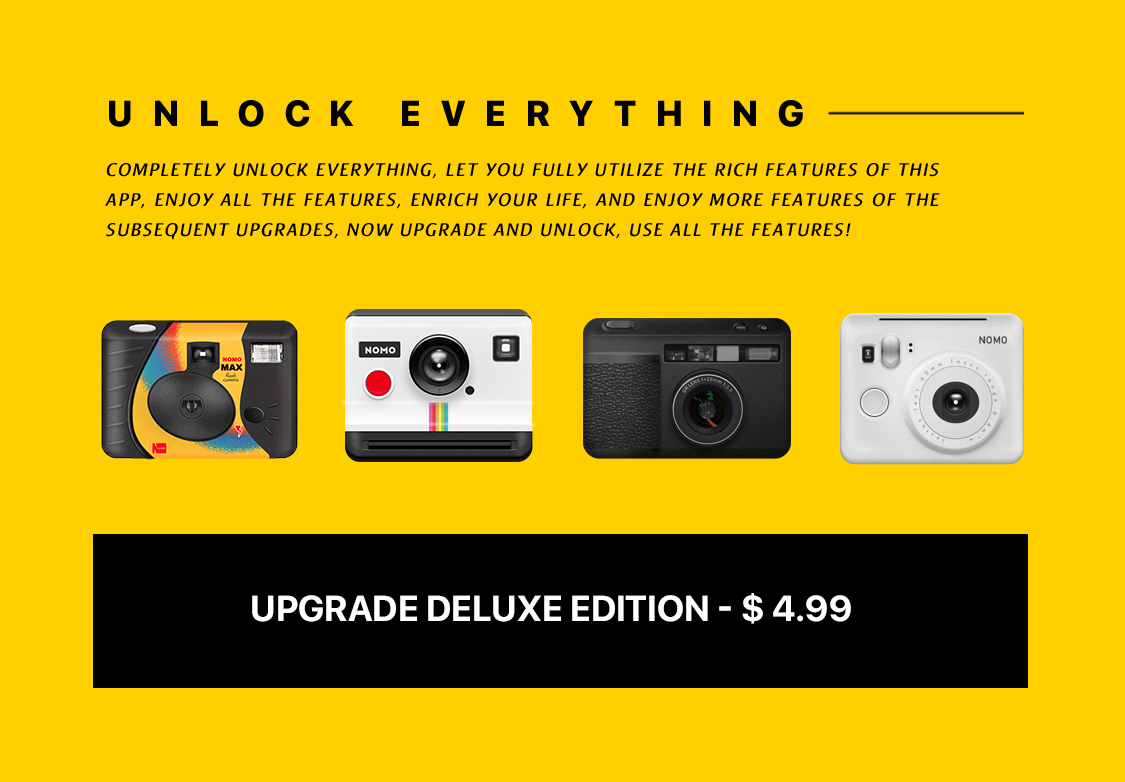 UNLOCK EVERYTHING
COMPLETELY UNLOCK EVERYTHING, LET YOU FULLY UTILIZE THE RICH FEATURES OF THIS
APP, ENJOY ALL THE FEATURES, ENRICH YOUR LIFE, AND ENJOY MORE FEATURES OF THE
SUBSEQUENT UPGRADES, NOW UPGRADE AND UNLOCK, USE ALL THE FEATURES!
NOMO
MAX
flash
camera
NOMO
NOMO
UPGRADE DELUXE EDITION - $ 4.99